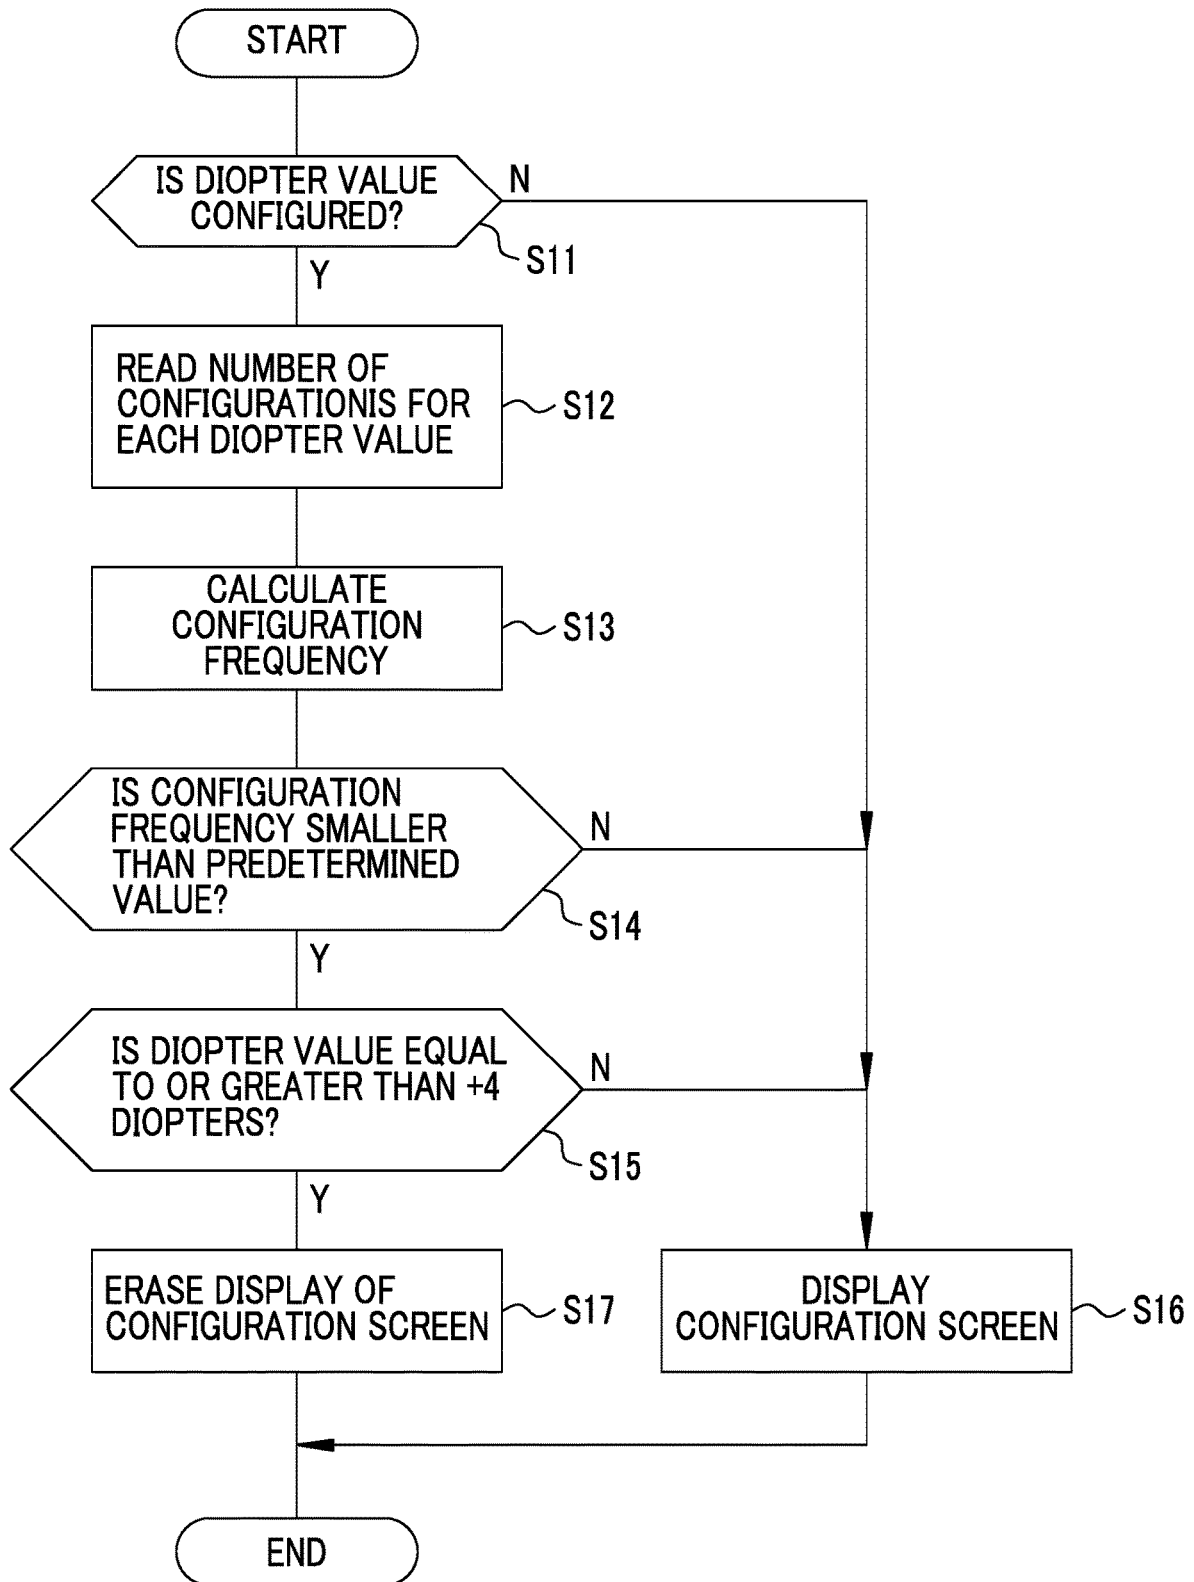 START
IS DIOPTER VALUE
CONFIGURED?
N
S11
Y
READ NUMBER OF
CONFIGURATIONIS FOR
EACH DIOPTER VALUE
S12
CALCULATE
CONFIGURATION
FREQUENCY
S13
IS CONFIGURATION
FREQUENCY SMALLER
THAN PREDETERMINED
VALUE?
N
S14
Y
IS DIOPTER VALUE EQUAL
TO OR GREATER THAN +4
DIOPTERS?
N
S15
Y
ERASE DISPLAY OF
CONFIGURATION SCREEN
S17
DISPLAY
CONFIGURATION SCREEN
S16
END